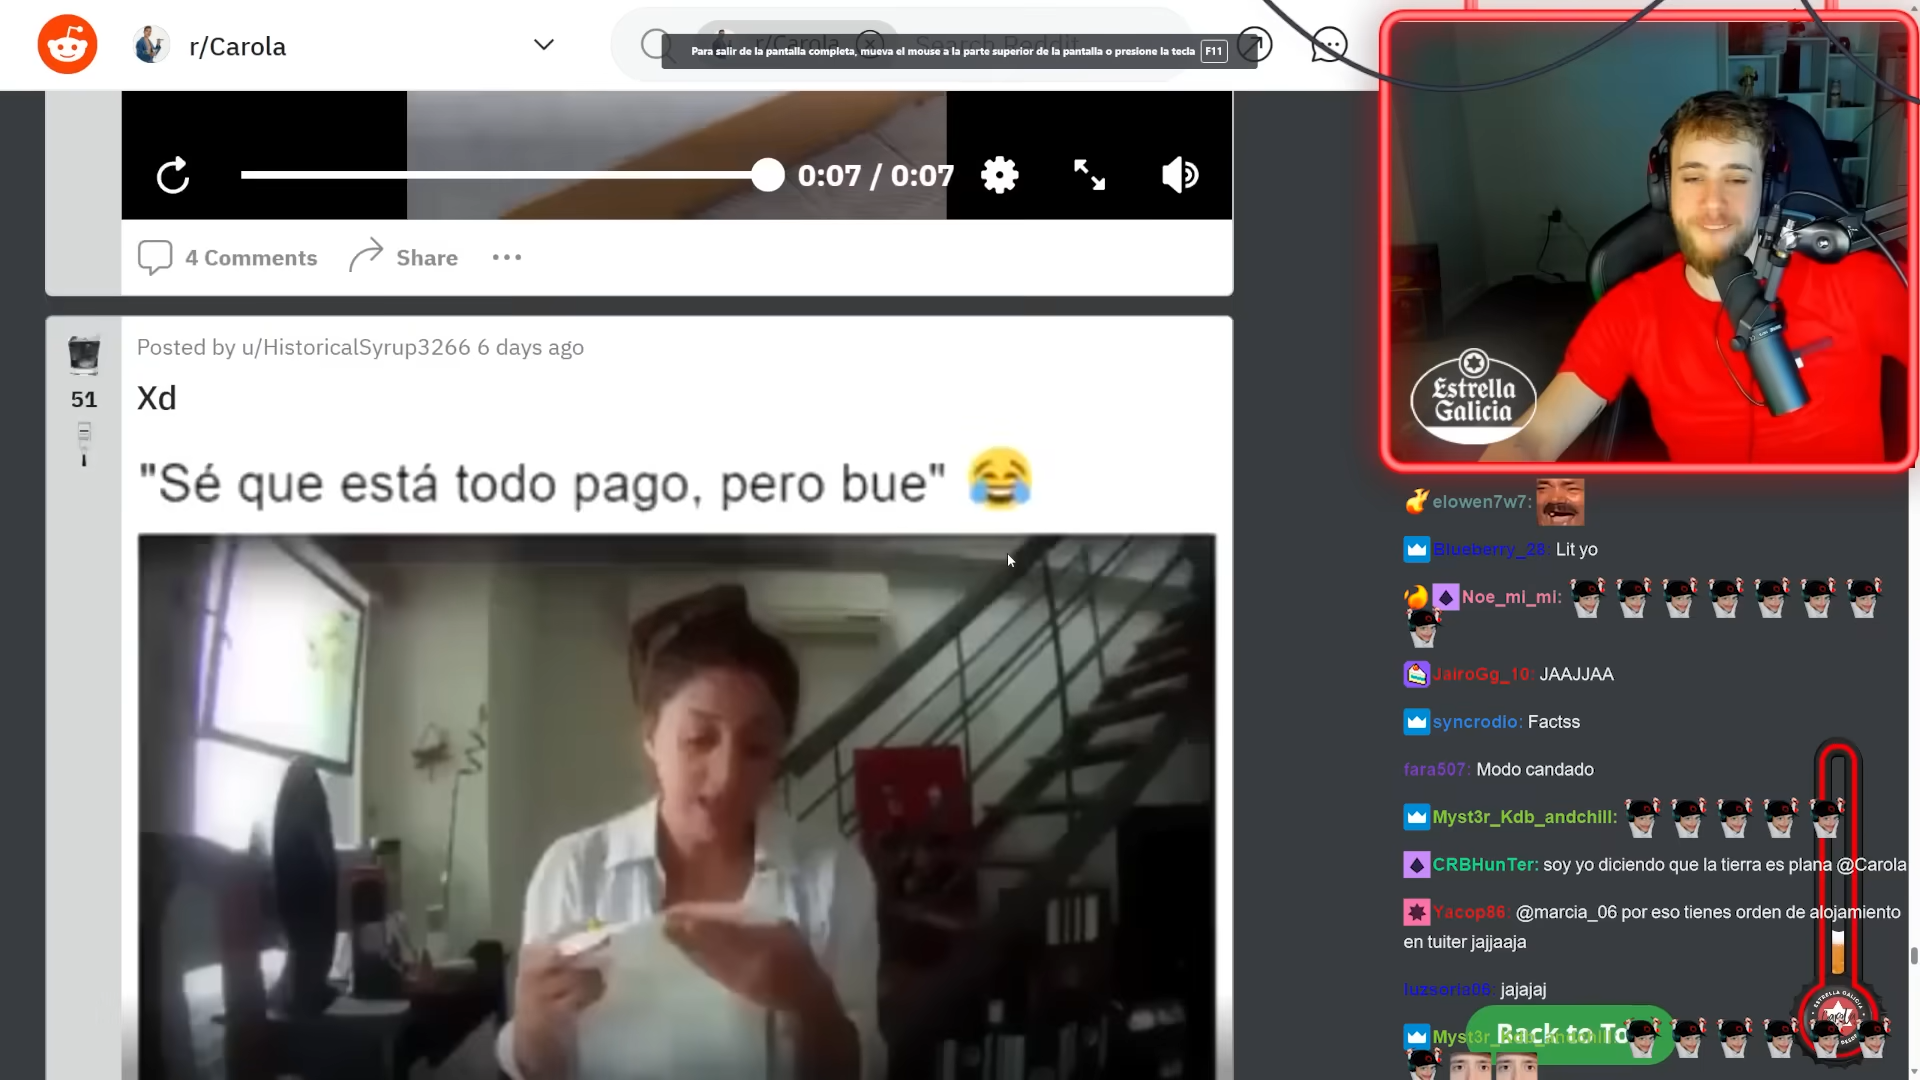 r/Carola
Para salir de la pantalla completa, mueva el mouse a la parte superior de la pantalla o presione la tecla F11
0:07 / 0:07
4 Comments
Share
Posted by u/HistoricalSyrup3266 6 days ago
51
Xd
"Sé que está todo pago, pero bue" 😂
Estrella
Galicia
elowen7w7:
Blueberry_28: Lit yo
Noe_mi_mi:
JairoGg_10: JAAJJAA
syncrodio: Factss
fara507: Modo candado
Myst3r_Kdb_andchill:
CRBHunTer: soy yo diciendo que la tierra es plana @Carola
Yacop86: @marcia_06 por eso tienes orden de alojamiento
en tuiter jajjaaja
luzsoria06: jajajaj
Back to To